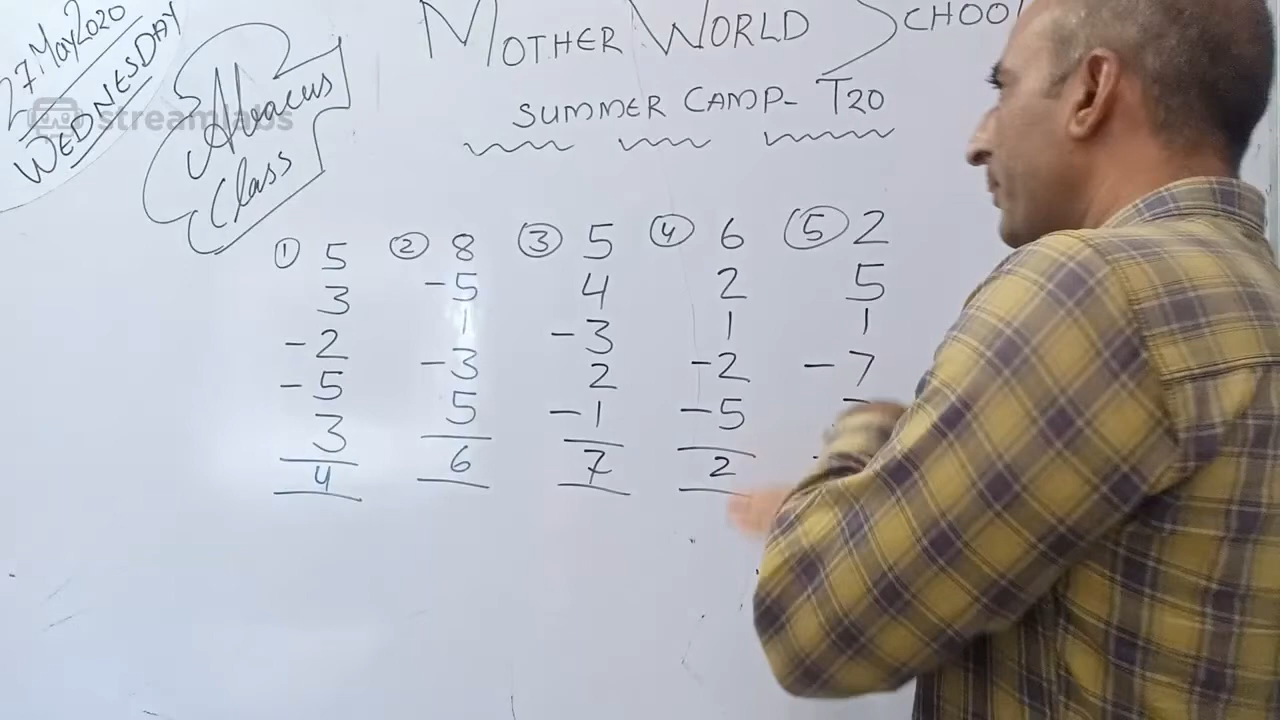 27 May 2020
WEDNESDAY
streamlabs
Abacus
Class
MOTHER WORLD SCHOOL
SUMMER CAMP- T20
① 5 ② 8 ③ 5 ④ 6 ⑤ 2
3 -5 4 2 5
-2 1 -3 1 1
-5 -3 2 -2 -7
3 5 -1 -5
4 6 7 2